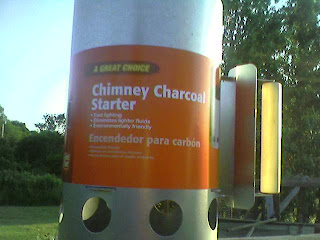 A GREAT CHOICE
Chimney Charcoal
Starter
• Fast lighting
• Eliminates lighter fluids
• Environmentally friendly
Encendedor para carbón